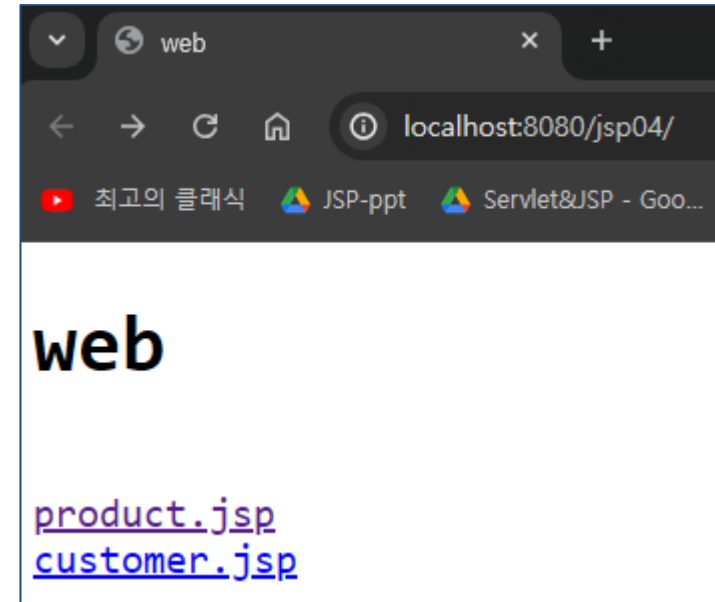 web
localhost:8080/jsp04/
최고의 클래식 JSP-ppt Servlet&JSP - Goo...
web
product.jsp
customer.jsp